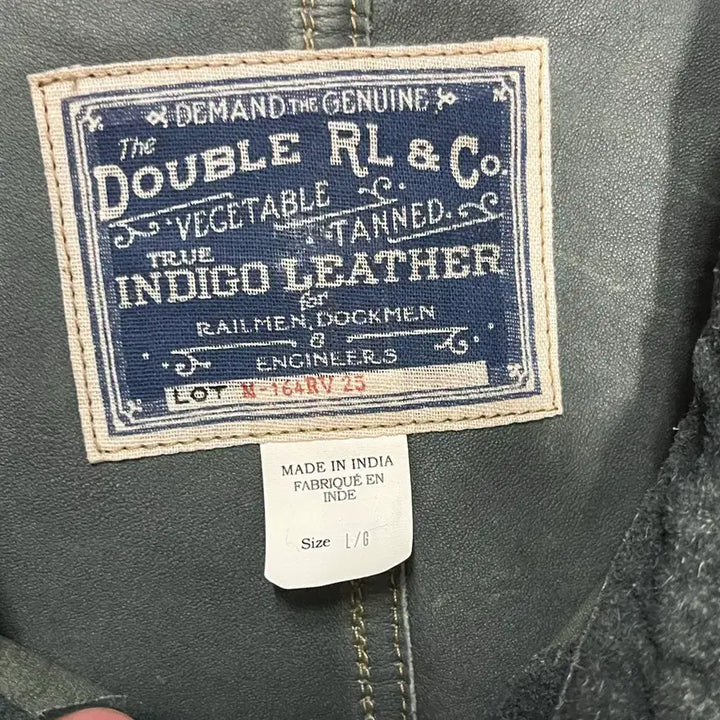 DEMAND THE GENUINE
The
DOUBLE RL & CO.
VEGETABLE
TANNED
TRUE
INDIGO LEATHER
for
RAILMEN, DOCKMEN
&
ENGINEERS
LOT N-164RV 25
MADE IN INDIA
FABRIQUÉ EN
INDE
Size L/G